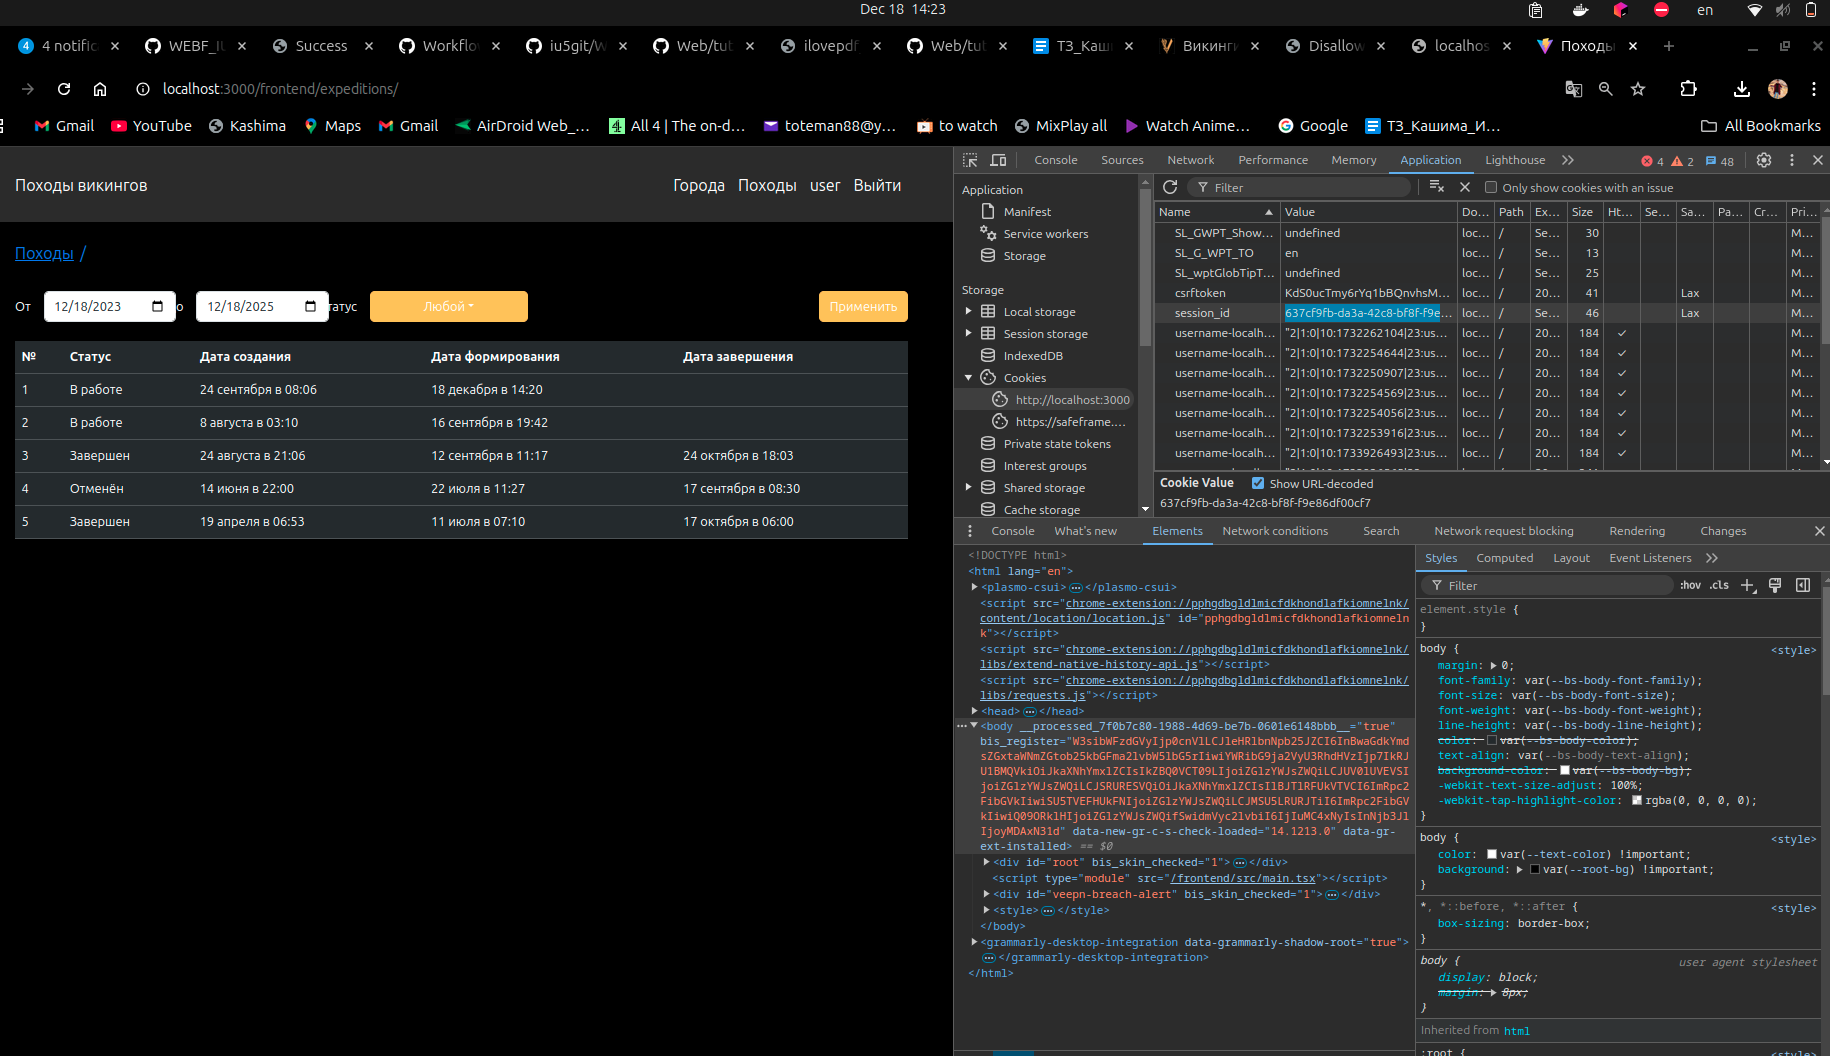 Dec 18 14:23
en
4 notific
WEBF_IU
Success
Workflow
iu5git/W
Web/tut
ilovepdf
Web/tut
ТЗ_Каши
Викинги
Disallow
localhos
Походы
localhost:3000/frontend/expeditions/
Gmail
YouTube
Kashima
Maps
Gmail
AirDroid Web_...
All 4 | The on-d...
toteman88@y...
to watch
MixPlay all
Watch Anime...
Google
ТЗ_Кашима_И...
All Bookmarks
Походы викингов
Города Походы user Выйти
Походы /
От 12/18/2023 о 12/18/2025 татус Любой Применить
№ Статус Дата создания Дата формирования Дата завершения
1 В работе 24 сентября в 08:06 18 декабря в 14:20
2 В работе 8 августа в 03:10 16 сентября в 19:42
3 Завершен 24 августа в 21:06 12 сентября в 11:17 24 октября в 18:03
4 Отменён 14 июня в 22:00 22 июля в 11:27 17 сентября в 08:30
5 Завершен 19 апреля в 06:53 11 июля в 07:10 17 октября в 06:00
Console Sources Network Performance Memory Application Lighthouse 4 2 48
Application
Manifest
Service workers
Storage
Storage
Local storage
Session storage
IndexedDB
Cookies
http://localhost:3000
https://safeframe....
Private state tokens
Interest groups
Shared storage
Cache storage
Filter Only show cookies with an issue
Name Value Do... Path Ex... Size Ht... Se... Sa... Pa... Cr... Pri...
SL_GWPT_Show... undefined loc... / Se... 30 M...
SL_G_WPT_TO en loc... / Se... 13 M...
SL_wptGlobTipT... undefined loc... / Se... 25 M...
csrftoken KdS0ucTmy6rYq1bBQnvhsM... loc... / 20... 41 Lax M...
session_id 637cf9fb-da3a-42c8-bf8f-f9e... loc... / Se... 46 Lax M...
username-localh... "2|1:0|10:1732262104|23:us... loc... / 20... 184 ✓ M...
username-localh... "2|1:0|10:1732254644|23:us... loc... / 20... 184 ✓ M...
username-localh... "2|1:0|10:1732250907|23:us... loc... / 20... 184 ✓ M...
username-localh... "2|1:0|10:1732254569|23:us... loc... / 20... 184 ✓ M...
username-localh... "2|1:0|10:1732254056|23:us... loc... / 20... 184 ✓ M...
username-localh... "2|1:0|10:1732253916|23:us... loc... / 20... 184 ✓ M...
username-localh... "2|1:0|10:1733926493|23:us... loc... / 20... 184 ✓ M...
Cookie Value Show URL-decoded
637cf9fb-da3a-42c8-bf8f-f9e86df00cf7
Console What's new Elements Network conditions Search Network request blocking Rendering Changes
<!DOCTYPE html>
<html lang="en">
<plasmo-csui> </plasmo-csui>
<script src="chrome-extension://pphgdbgldlmicfdkhondlafkiomnelnk/
content/location/location.js" id="pphgdbgldlmicfdkhondlafkiomneln
k"></script>
<script src="chrome-extension://pphgdbgldlmicfdkhondlafkiomnelnk/
libs/extend-native-history-api.js"></script>
<script src="chrome-extension://pphgdbgldlmicfdkhondlafkiomnelnk/
libs/requests.js"></script>
<head> </head>
<body __processed_7f0b7c80-1988-4d69-be7b-0601e6148bbb__="true"
data-new-gr-c-s-check-loaded="14.1213.0" data-gr-
ext-installed> == $0
<div id="root" bis_skin_checked="1"> </div>
<script type="module" src="/frontend/src/main.tsx"></script>
<div id="veepn-breach-alert" bis_skin_checked="1"> </div>
<style> </style>
</body>
<grammarly-desktop-integration data-grammarly-shadow-root="true">
</grammarly-desktop-integration>
</html>
Styles Computed Layout Event Listeners
Filter :hov .cls
element.style {
}
body { <style>
margin: 0;
font-family: var(--bs-body-font-family);
font-size: var(--bs-body-font-size);
font-weight: var(--bs-body-font-weight);
line-height: var(--bs-body-line-height);
color: var(--bs-body-color);
text-align: var(--bs-body-text-align);
background-color: var(--bs-body-bg);
-webkit-text-size-adjust: 100%;
-webkit-tap-highlight-color: rgba(0, 0, 0, 0);
}
body { <style>
color: var(--text-color) !important;
background: var(--root-bg) !important;
}
*, *::before, *::after { <style>
box-sizing: border-box;
}
body { user agent stylesheet
display: block;
margin: 8px;
}
Inherited from html
:root { <style>